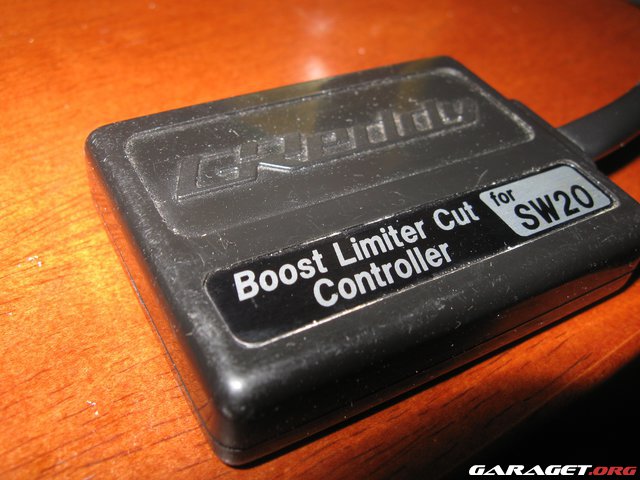 GReddy
Boost Limiter Cut
Controller
for
SW20
GARAGET.ORG